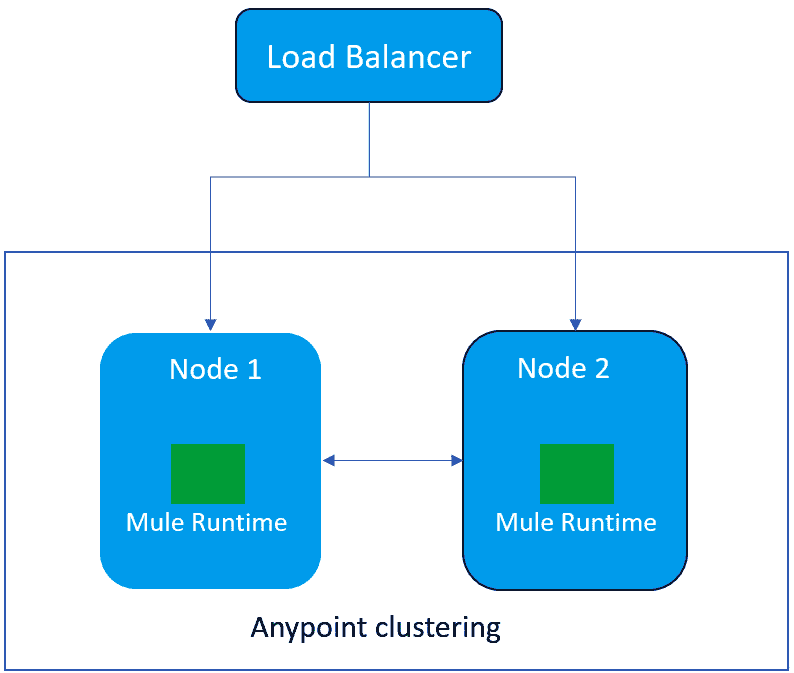 Load Balancer
Node 1
Node 2
Mule Runtime
Mule Runtime
Anypoint clustering